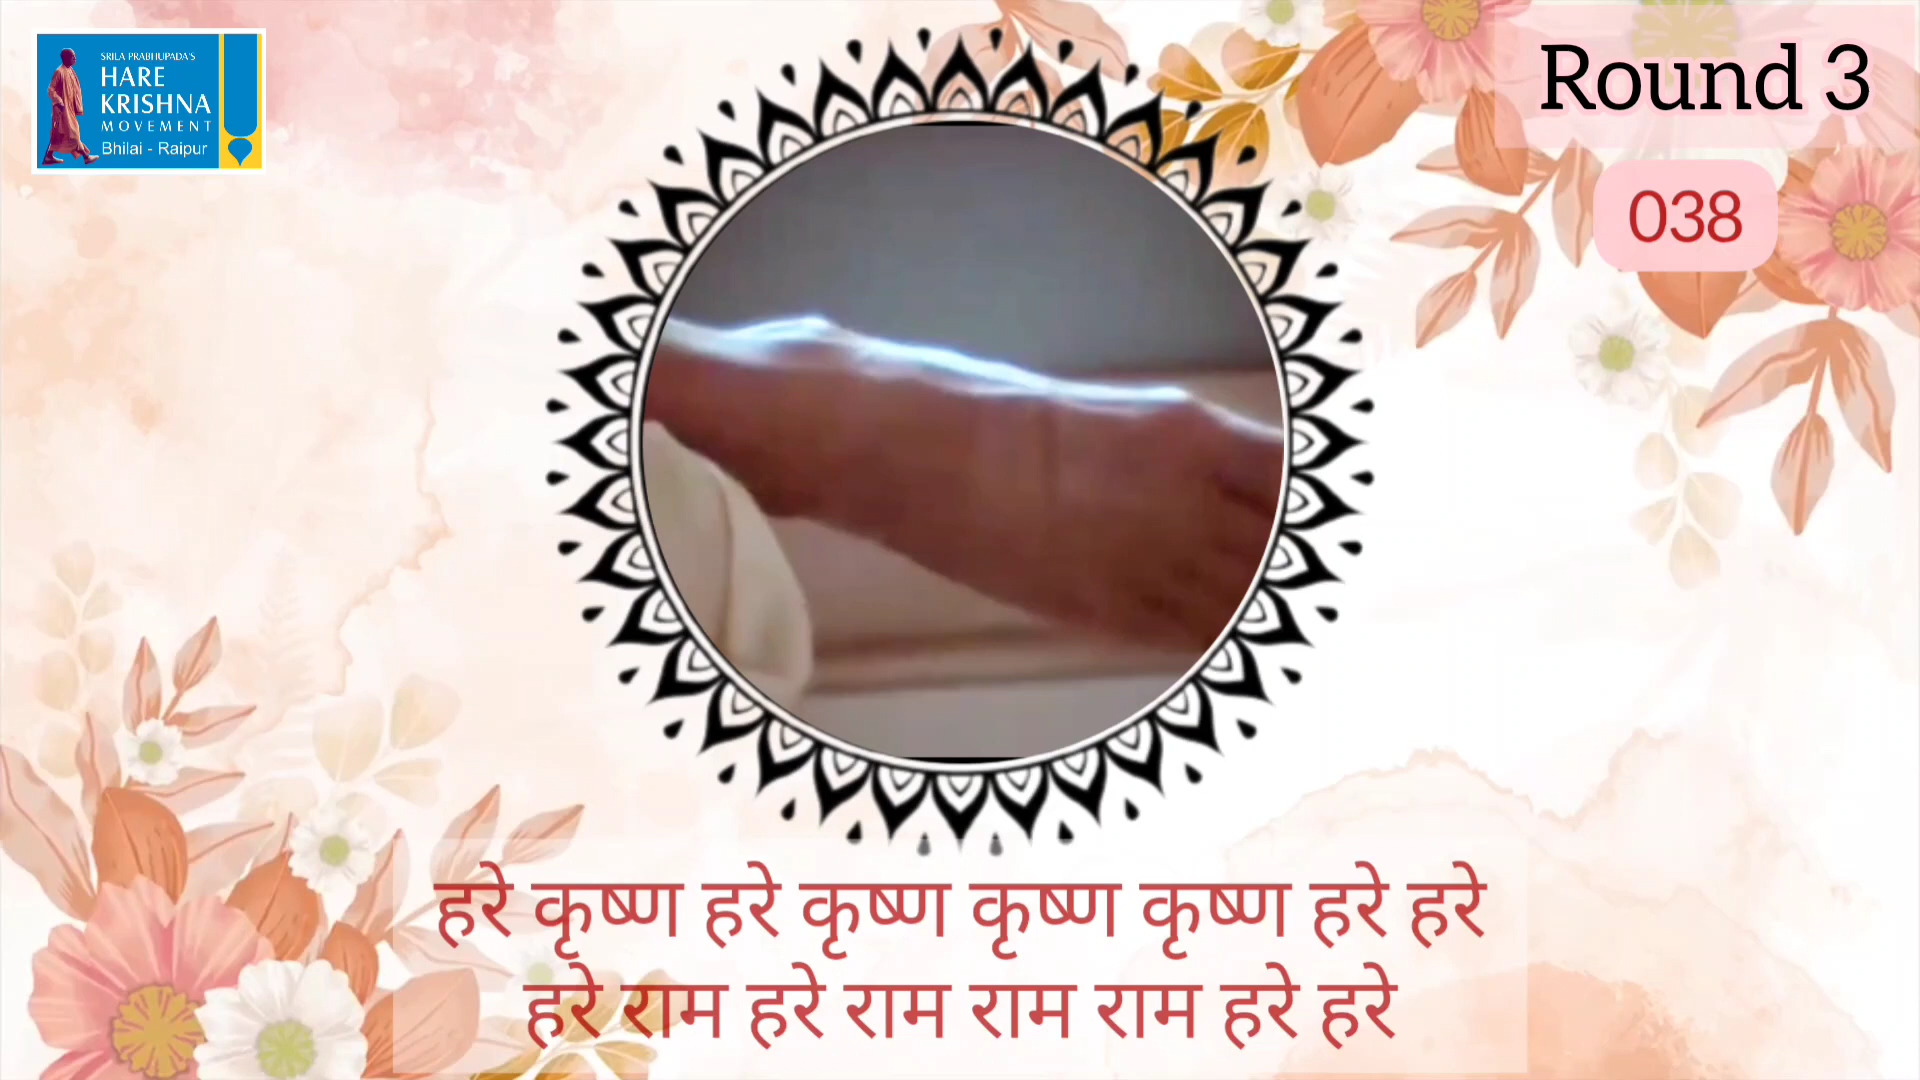 SRILA PRABHUPADA'S
HARE
KRISHNA
MOVEMENT
Bhilai - Raipur
Round 3
038
हरे कृष्ण हरे कृष्ण कृष्ण कृष्ण हरे हरे
हरे राम हरे राम राम राम हरे हरे